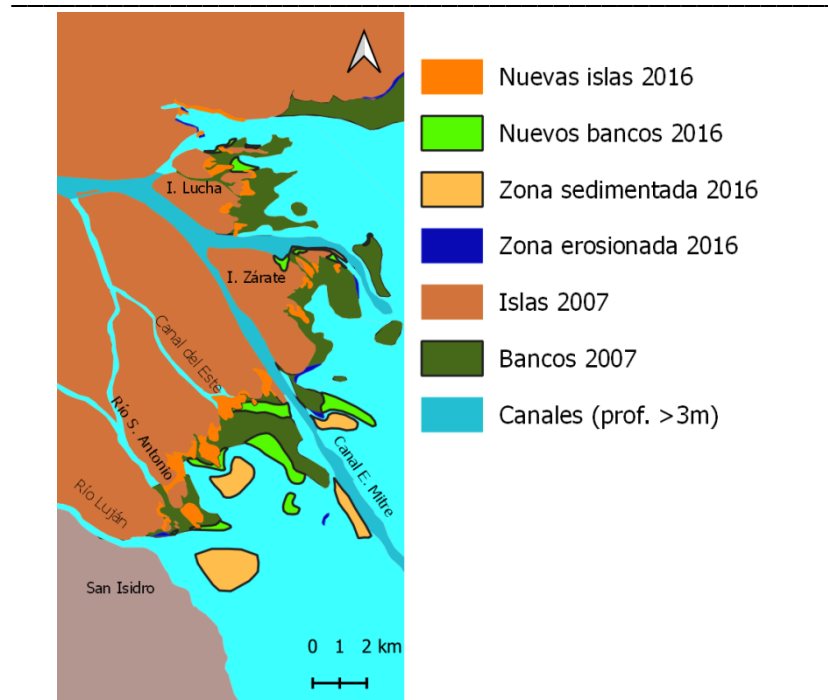 Nuevas islas 2016
Nuevos bancos 2016
Zona sedimentada 2016
Zona erosionada 2016
Islas 2007
Bancos 2007
Canales (prof. >3m)
I. Lucha
I. Zárate
Canal del Este
Río S. Antonio
Canal E. Mitre
Río Luján
San Isidro
0 1 2 km